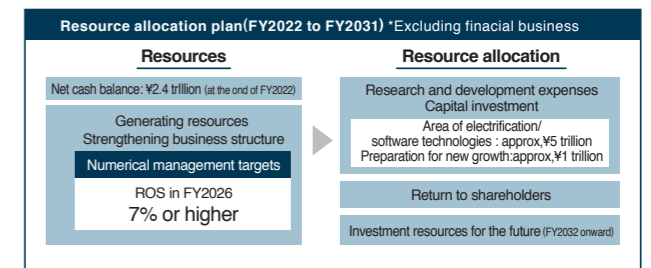 Resource allocation plan(FY2022 to FY2031) *Excluding finacial business
Resources
Net cash balance: ¥2.4 trlllion (at the ond of FY2022)
Generating resources
Strengthening business structure
Numerical management targets
ROS in FY2026
7% or higher
Resource allocation
Research and development expenses
Capital investment
Area of electrification/
software technologies : approx,¥5 trillion
Preparation for new growth:approx,¥1 trillion
Return to shareholders
Investment resources for the future (FY2032 onward)